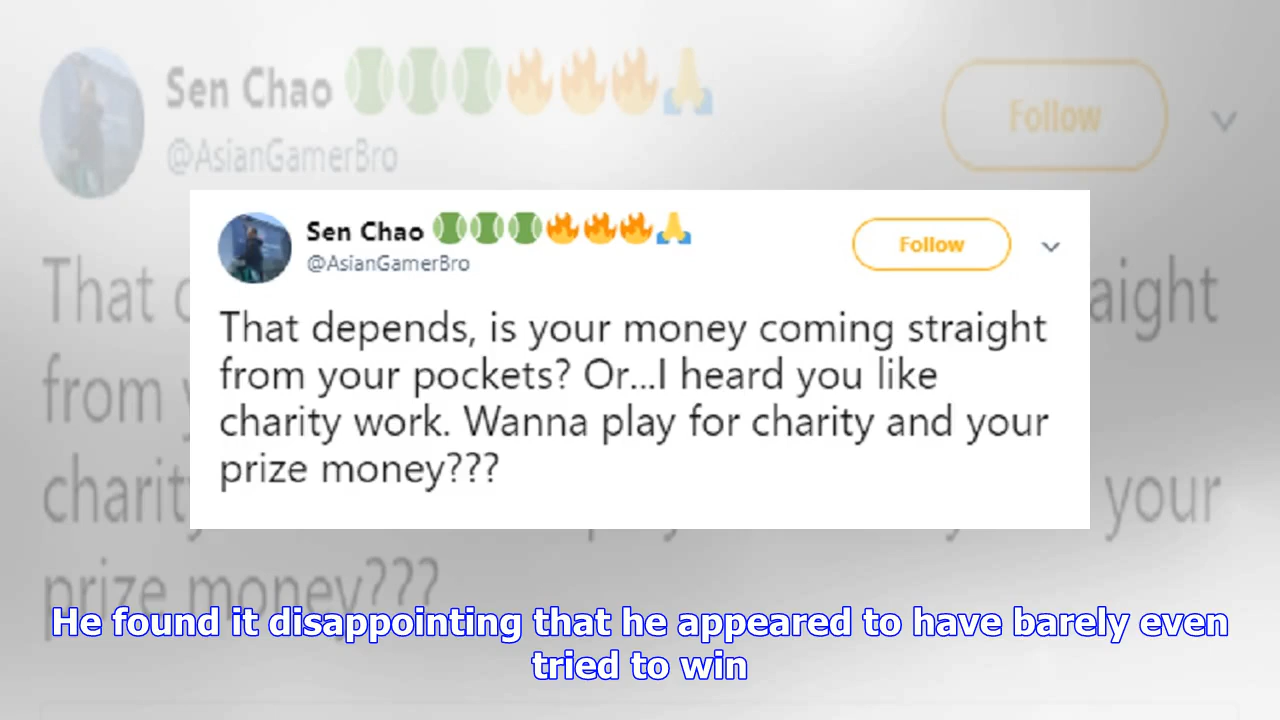 Sen Chao 🎾🎾🎾🔥🔥🔥🙏
@AsianGamerBro
Follow
That depends, is your money coming straight
from your pockets? Or...I heard you like
charity work. Wanna play for charity and your
prize money???
He found it disappointing that he appeared to have barely even
tried to win